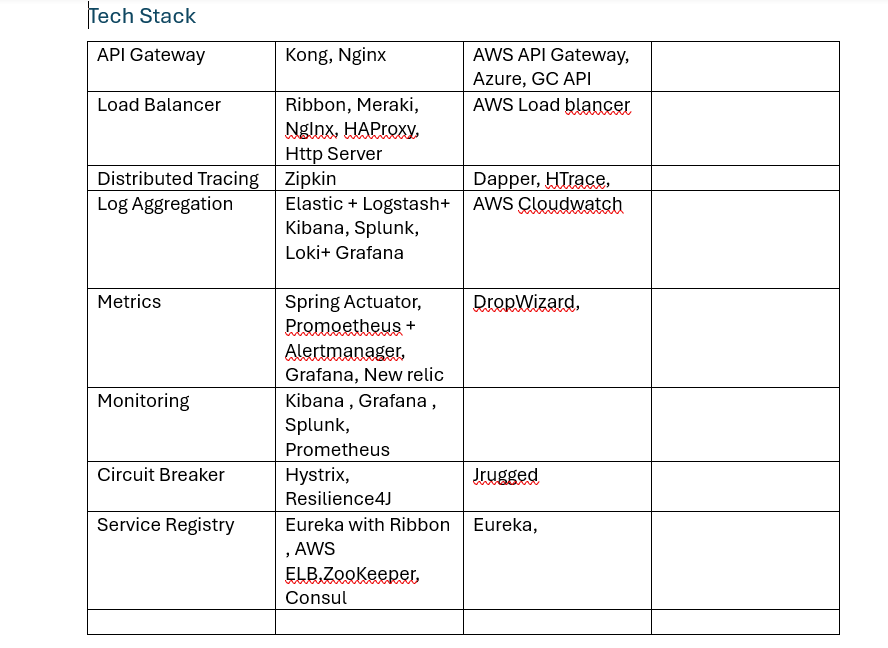 Tech Stack
API Gateway
Kong, Nginx
AWS API Gateway,
Azure, GC API
Load Balancer
Ribbon, Meraki,
NgInx, HAProxy,
Http Server
AWS Load blancer
Distributed Tracing
Zipkin
Dapper, HTrace,
Log Aggregation
Elastic + Logstash+
Kibana, Splunk,
Loki+ Grafana
AWS Cloudwatch
Metrics
Spring Actuator,
Promoetheus +
Alertmanager,
Grafana, New relic
DropWizard,
Monitoring
Kibana , Grafana ,
Splunk,
Prometheus
Circuit Breaker
Hystrix,
Resilience4J
Jrugged
Service Registry
Eureka with Ribbon
, AWS
ELB,ZooKeeper,
Consul
Eureka,